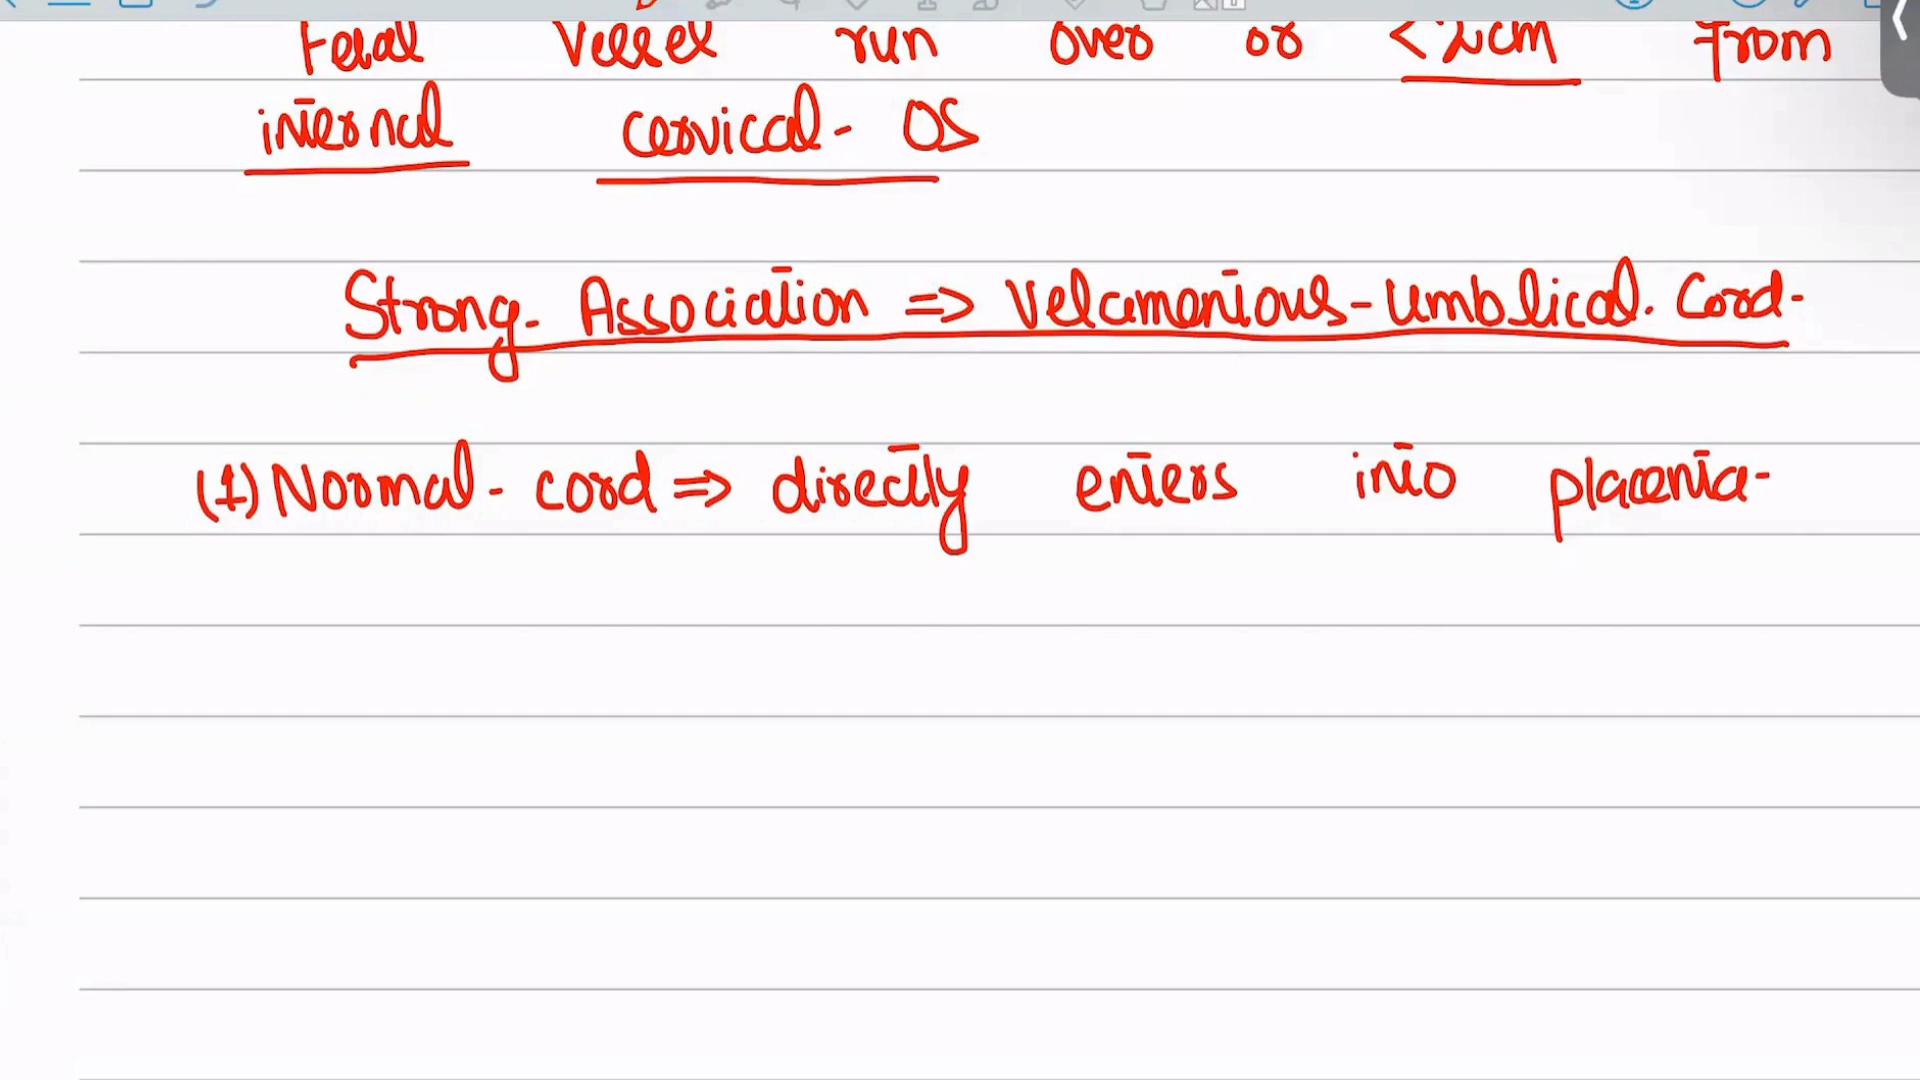 Fetal vessel run over or <2cm from
internal cervical- OS
Strong- Association => Velamentous-Umbilical. Cord-
(1) Normal- cord => directly enters into placenta-